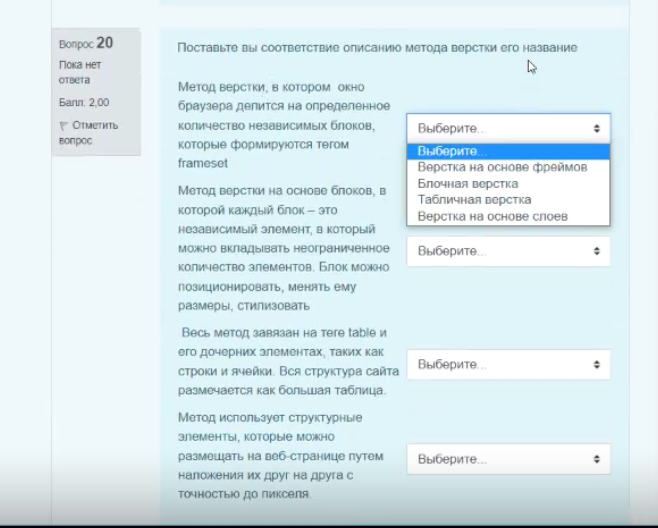 Вопрос 20
Пока нет
ответа
Балл: 2,00
Отметить
вопрос
Поставьте вы соответствие описанию метода верстки его название
Метод верстки, в котором окно
браузера делится на определенное
количество независимых блоков,
которые формируются тегом
frameset
Выберите...
Выберите...
Верстка на основе фреймов
Блочная верстка
Табличная верстка
Верстка на основе слоев
Метод верстки на основе блоков, в
которой каждый блок – это
независимый элемент, в который
можно вкладывать неограниченное
количество элементов. Блок можно
позиционировать, менять ему
размеры, стилизовать
Выберите...
Весь метод завязан на теге table и
его дочерних элементах, таких как
строки и ячейки. Вся структура сайта
размечается как большая таблица.
Выберите...
Метод использует структурные
элементы, которые можно
размещать на веб-странице путем
наложения их друг на друга с
точностью до пикселя.
Выберите...